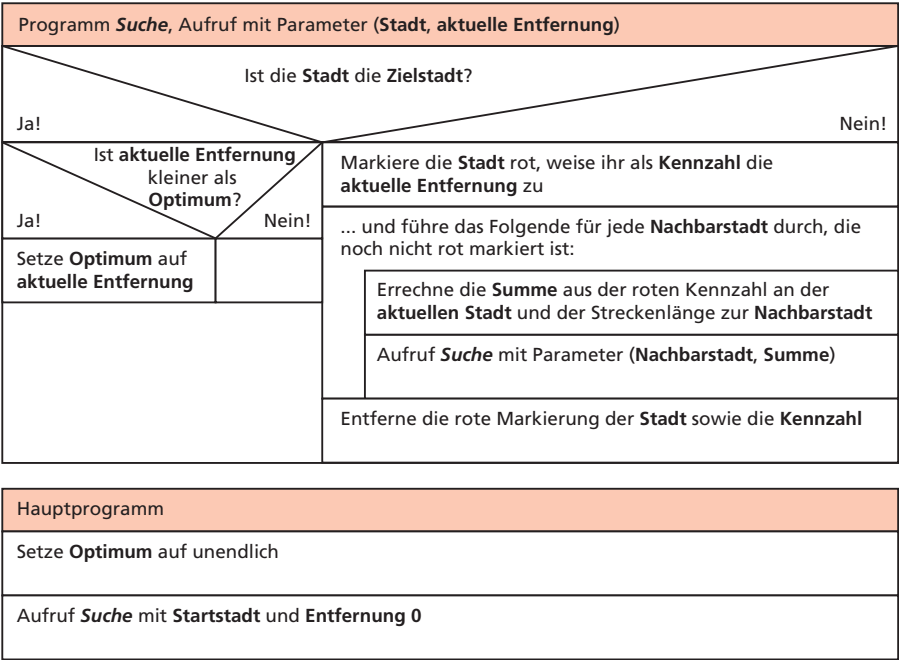 Programm Suche, Aufruf mit Parameter (Stadt, aktuelle Entfernung)
Ist die Stadt die Zielstadt?
Ja!
Nein!
Ist aktuelle Entfernung
kleiner als
Optimum?
Ja!
Nein!
Setze Optimum auf
aktuelle Entfernung
Markiere die Stadt rot, weise ihr als Kennzahl die
aktuelle Entfernung zu
... und führe das Folgende für jede Nachbarstadt durch, die
noch nicht rot markiert ist:
Errechne die Summe aus der roten Kennzahl an der
aktuellen Stadt und der Streckenlänge zur Nachbarstadt
Aufruf Suche mit Parameter (Nachbarstadt, Summe)
Entferne die rote Markierung der Stadt sowie die Kennzahl
Hauptprogramm
Setze Optimum auf unendlich
Aufruf Suche mit Startstadt und Entfernung 0